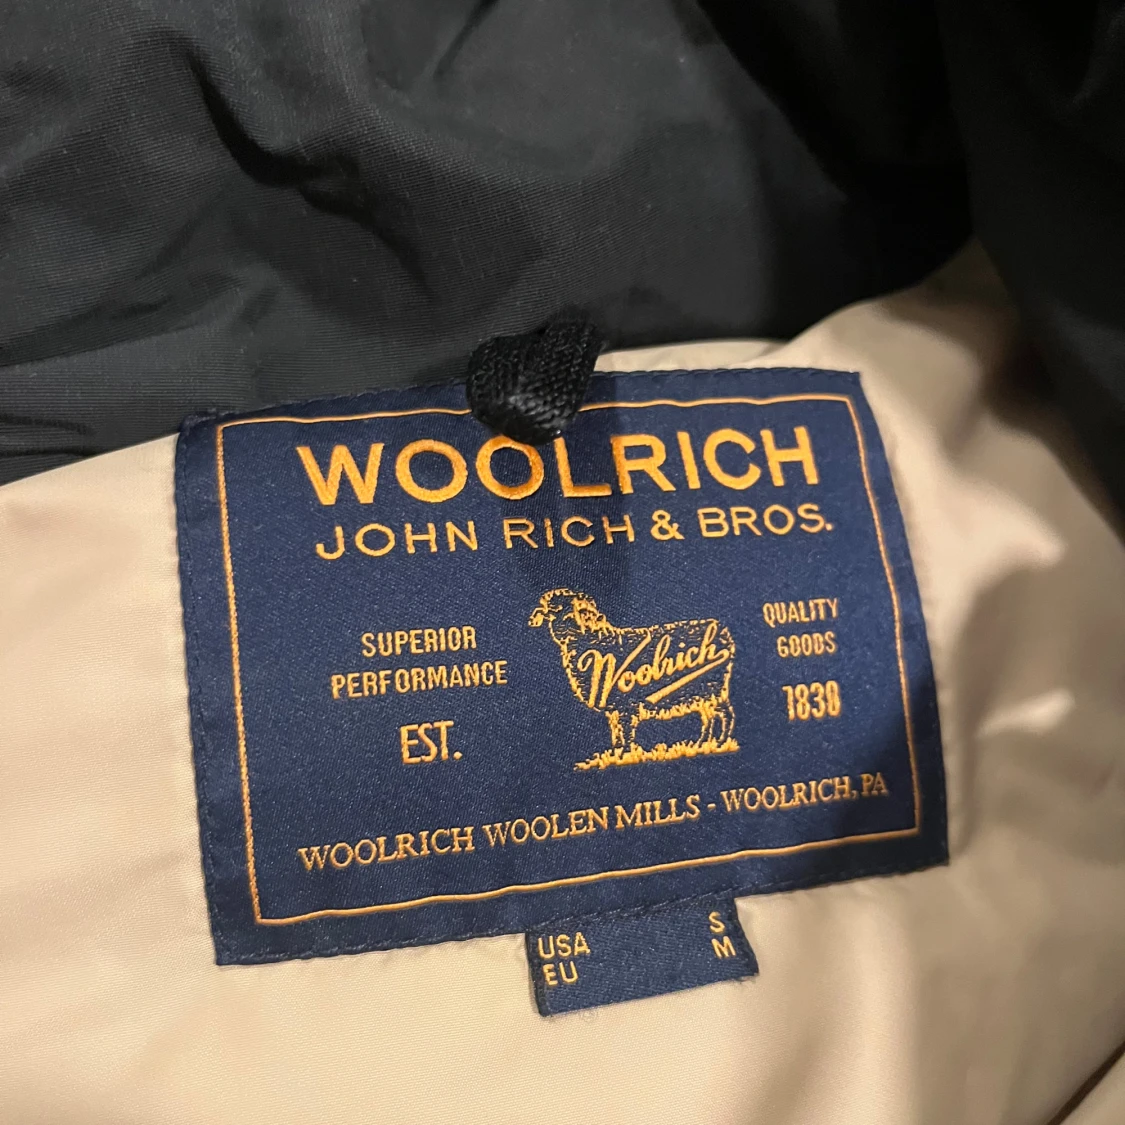 WOOLRICH
JOHN RICH & BROS.
SUPERIOR
PERFORMANCE
EST.
Woolrich
QUALITY
GOODS
1830
WOOLRICH WOOLEN MILLS - WOOLRICH, PA
USA S
EU M